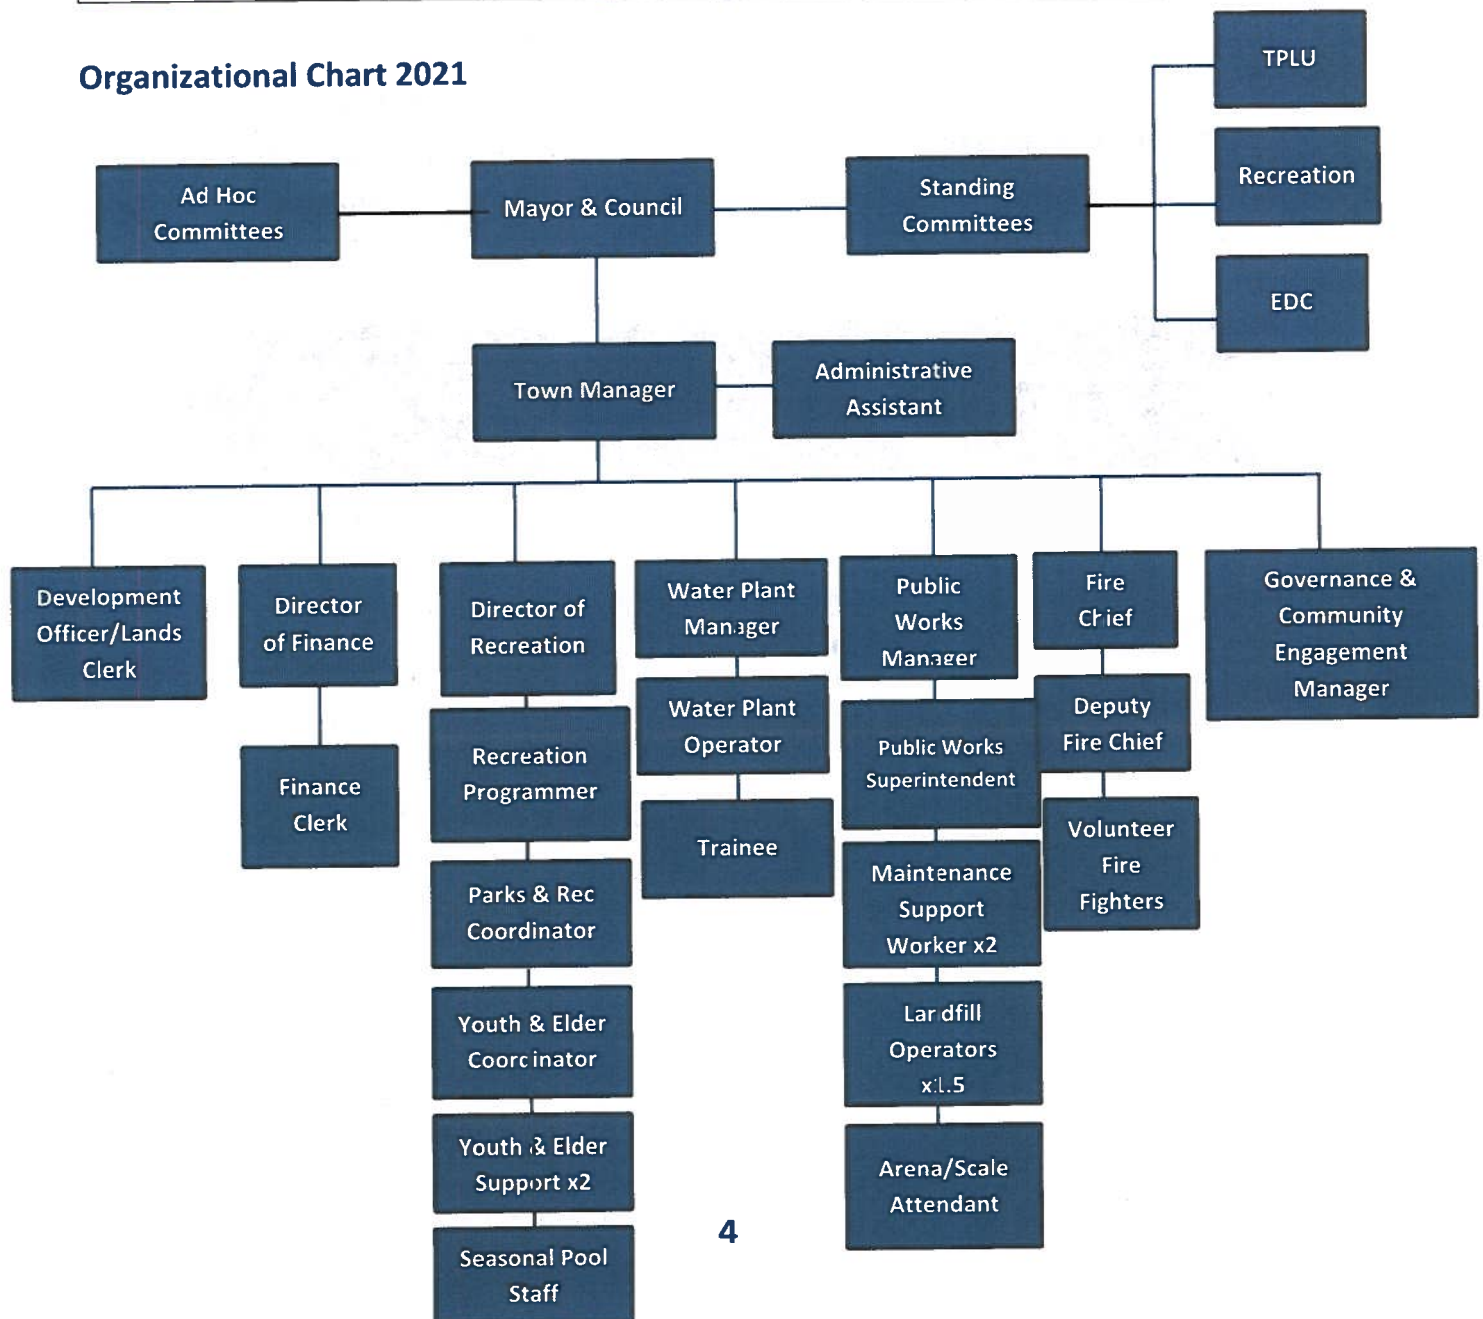 Organizational Chart 2021
TPLU
Recreation
EDC
Ad Hoc
Committees
Mayor & Council
Standing
Committees
Town Manager
Administrative
Assistant
Development
Officer/Lands
Clerk
Director
of Finance
Finance
Clerk
Director of
Recreation
Recreation
Programmer
Parks & Rec
Coordinator
Youth & Elder
Coordinator
Youth & Elder
Support x2
Seasonal Pool
Staff
Water Plant
Manager
Water Plant
Operator
Trainee
Public
Works
Manager
Public Works
Superintendent
Maintenance
Support
Worker x2
Landfill
Operators
x1.5
Arena/Scale
Attendant
Fire
Chief
Deputy
Fire Chief
Volunteer
Fire
Fighters
Governance &
Community
Engagement
Manager
4